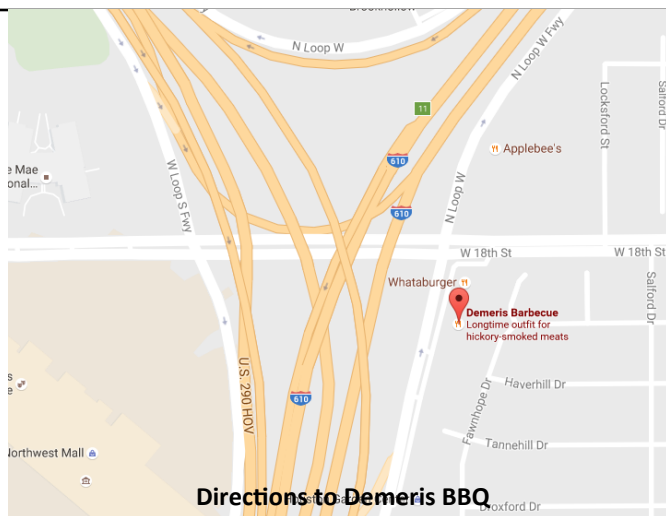 N Loop W
N Loop W Fwy
11
Locksford St
Salford Dr
610
Applebee's
e Mae
onal...
W Loop S Fwy
N Loop W
610
W 18th St
W 18th St
Whataburger
Demeris Barbecue
Longtime outfit for
hickory-smoked meats
Salford Dr
U.S. 290 HOV
610
Haverhill Dr
Fawnhope Dr
Northwest Mall
Tannehill Dr
Directions to Demeris BBQ
Droxford Dr